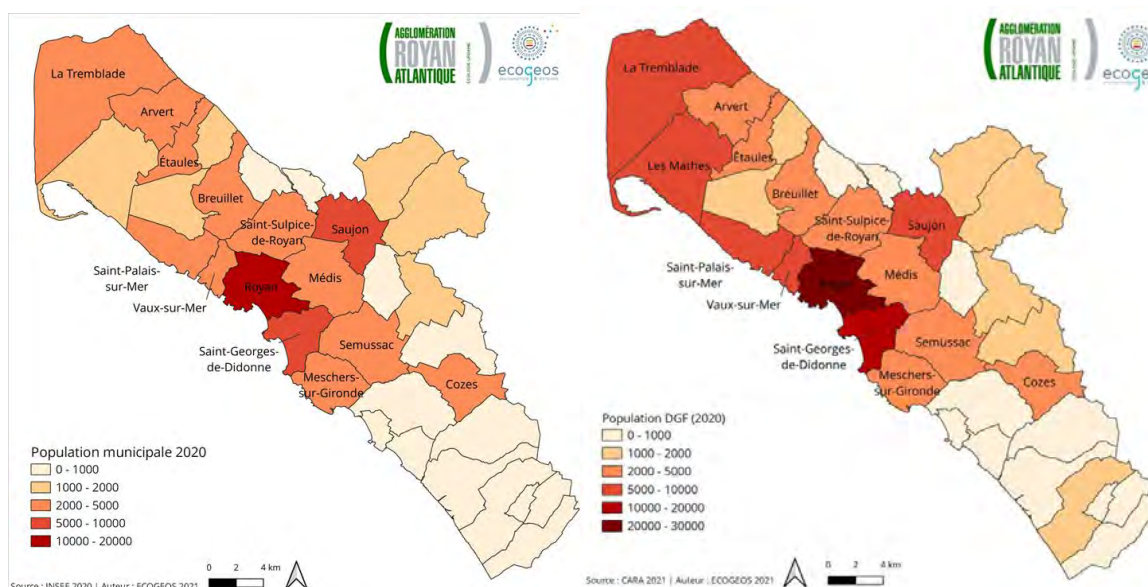 AGGLOMÉRATION
ROYAN
ATLANTIQUE
ecogeos
La Tremblade
Arvert
Étaules
Breuillet
Saint-Sulpice-
de-Royan
Saujon
Saint-Palais-
sur-Mer
Royan
Médis
Vaux-sur-Mer
Saint-Georges-
de-Didonne
Semussac
Meschers-
sur-Gironde
Cozes
Population municipale 2020
0 - 1000
1000 - 2000
2000 - 5000
5000 - 10000
10000 - 20000
0 2 4 km
Source : INSEE 2020 | Auteur : ECOGEOS 2021
AGGLOMÉRATION
ROYAN
ATLANTIQUE
ecogeos
La Tremblade
Arvert
Étaules
Les Mathes
Breuillet
Saint-Sulpice-
de-Royan
Saujon
Saint-Palais-
sur-Mer
Médis
Vaux-sur-Mer
Saint-Georges-
de-Didonne
Semussac
Meschers-
sur-Gironde
Cozes
Population DGF (2020)
0 - 1000
1000 - 2000
2000 - 5000
5000 - 10000
10000 - 20000
20000 - 30000
0 2 4 km
Source : CARA 2021 | Auteur : ECOGEOS 2021